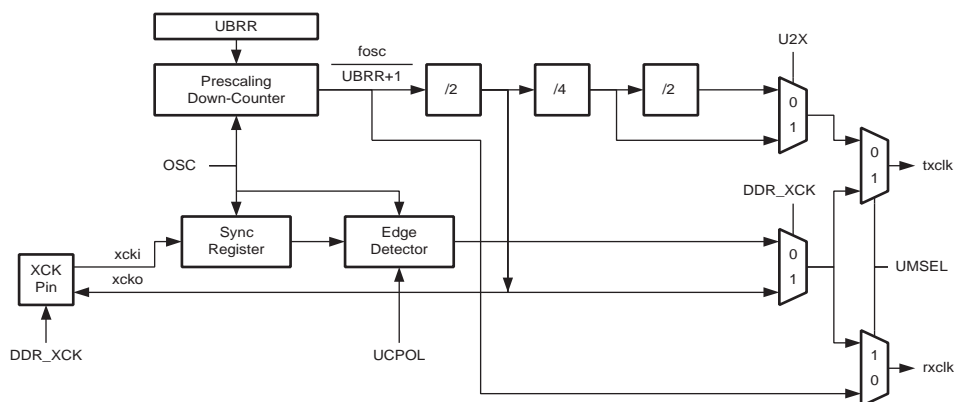 UBRR
fosc
UBRR+1
Prescaling
Down-Counter
/2
/4
/2
U2X
0
1
OSC
0
1
txclk
DDR_XCK
Sync
Register
Edge
Detector
xcki
XCK
Pin
xcko
0
1
UMSEL
DDR_XCK
UCPOL
1
0
rxclk